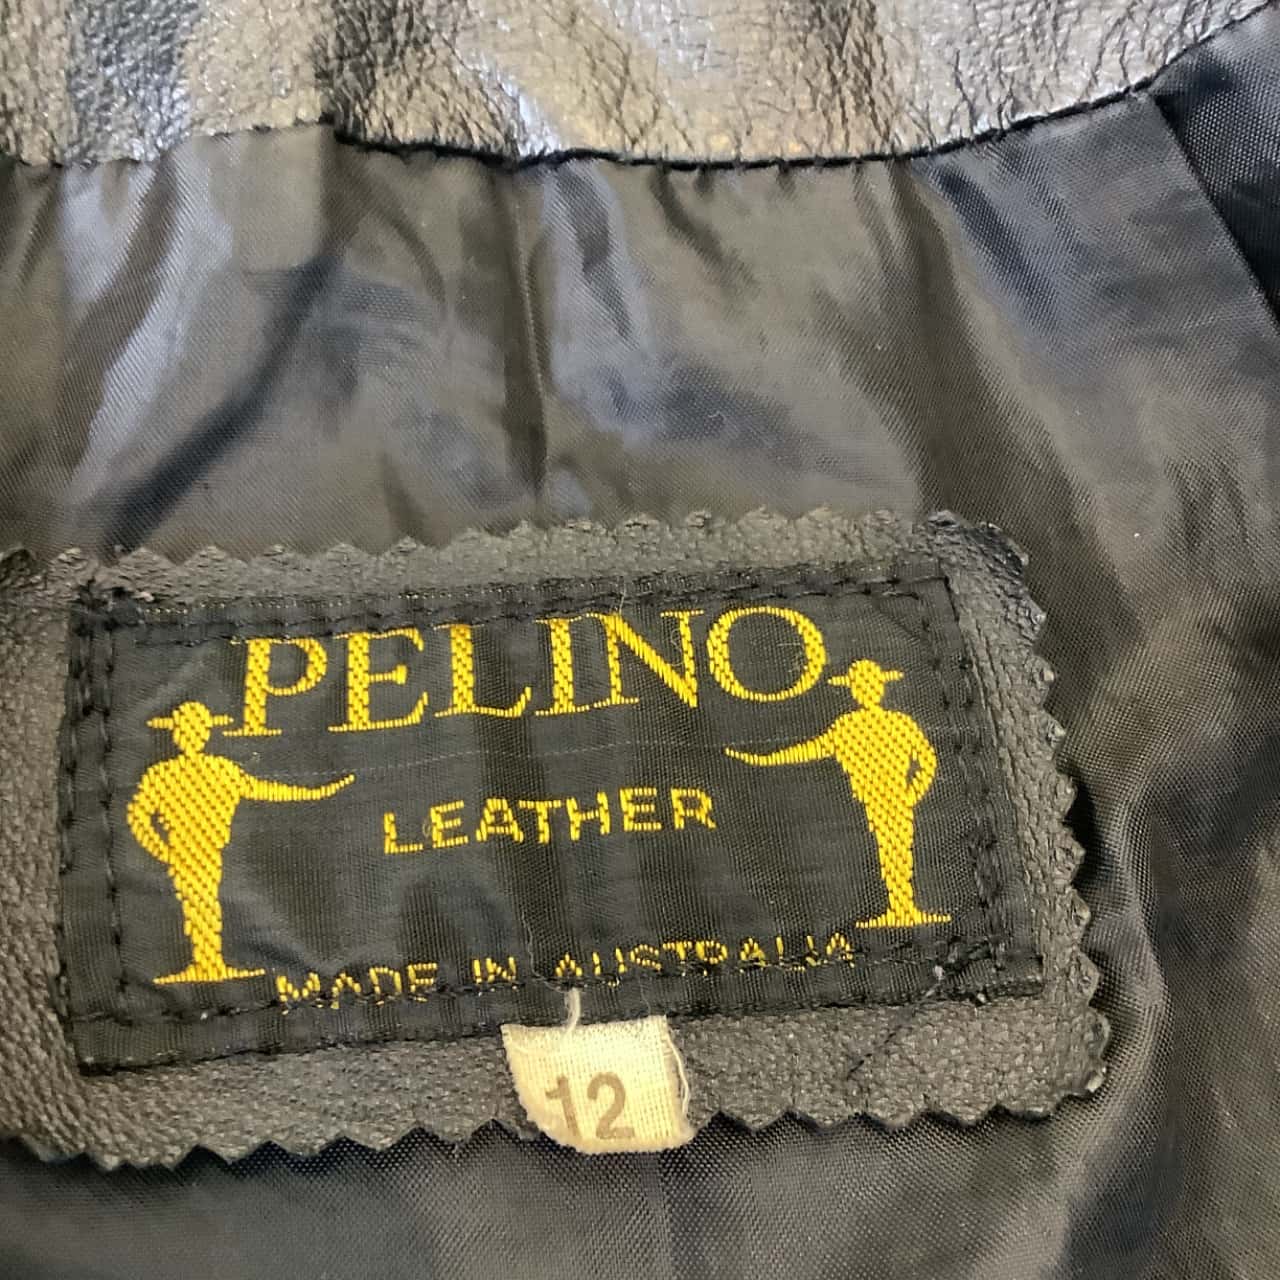 PELINO
LEATHER
MADE IN AUSTRALIA
12